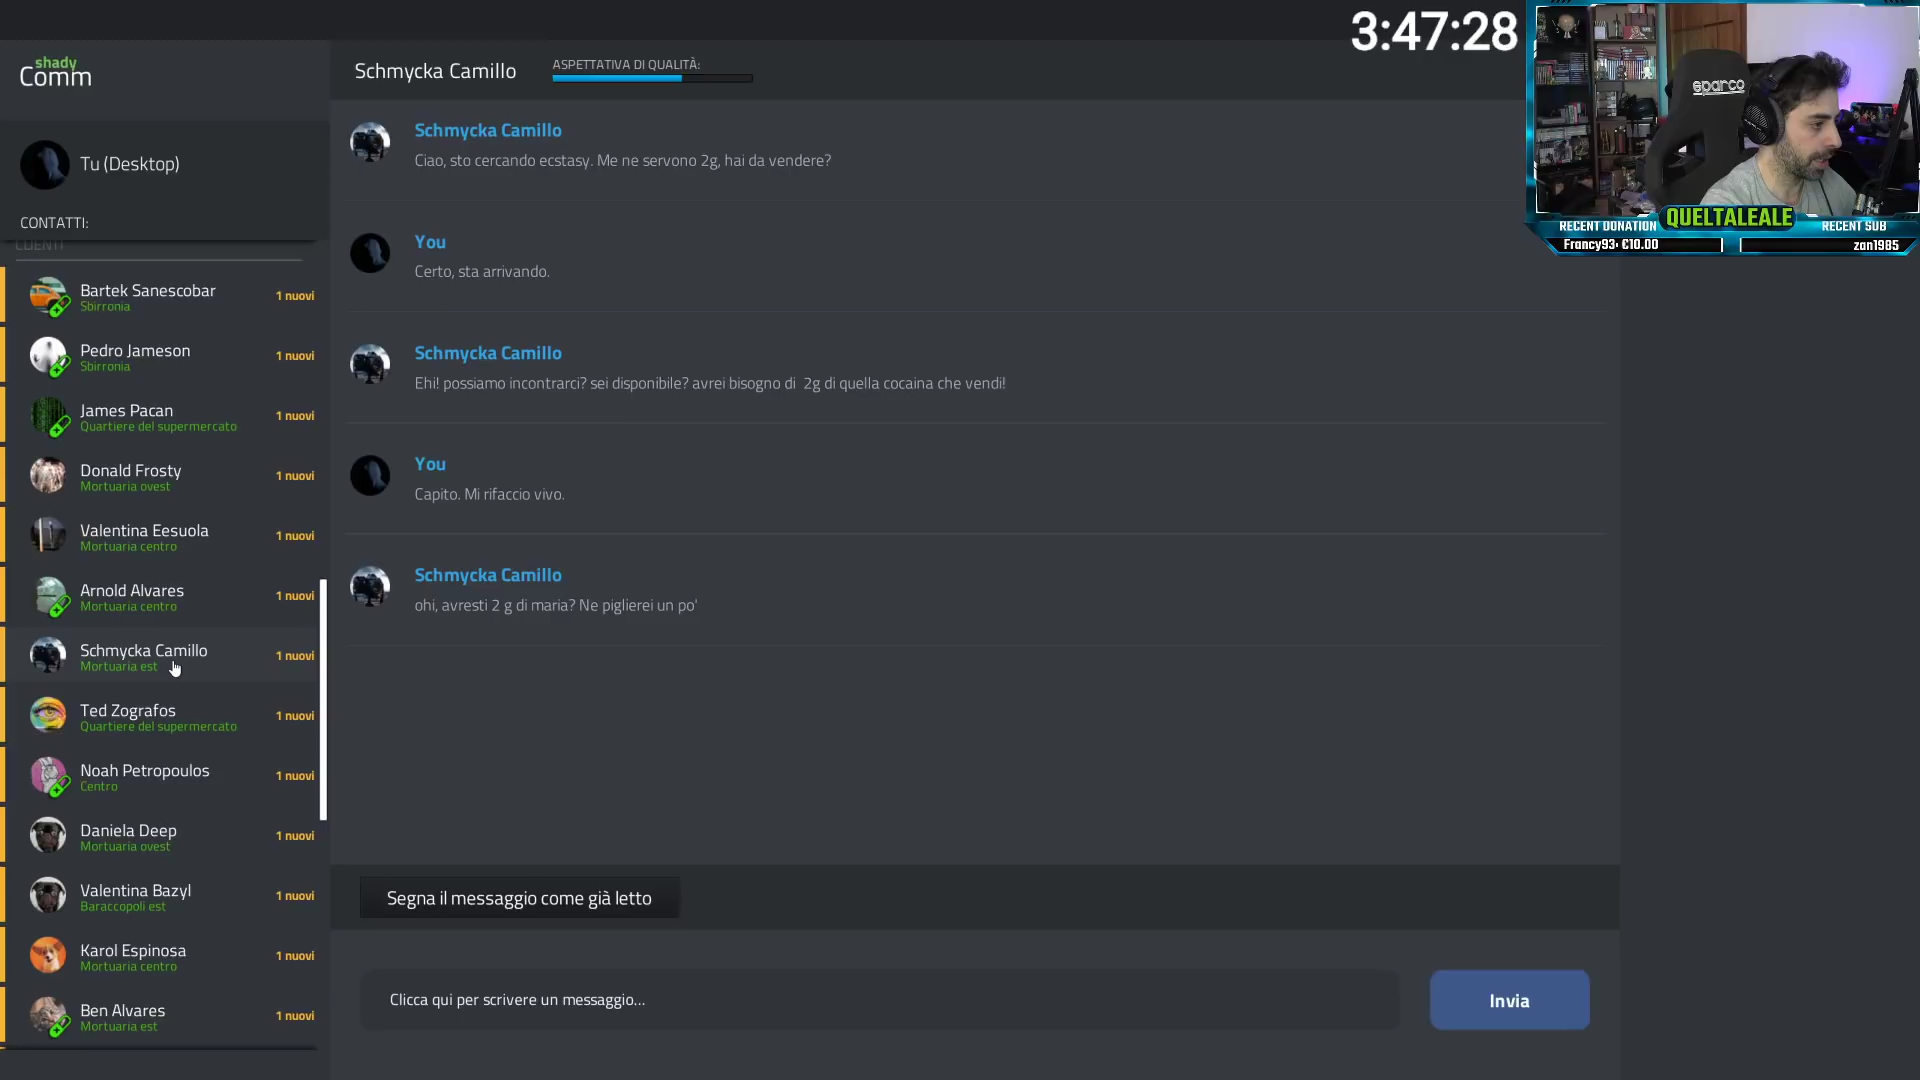 3:47:28
shady
Comm
Schmycka Camillo
ASPETTATIVA DI QUALITÀ:
sparco
QUELTALEALE
RECENT DONATION
RECENT SUB
Francy93: €10.00
zan1985
Tu (Desktop)
CONTATTI:
CLIENTI
Bartek Sanescobar
Sbirronia
1 nuovi
Pedro Jameson
Sbirronia
1 nuovi
James Pacan
Quartiere del supermercato
1 nuovi
Donald Frosty
Mortuaria ovest
1 nuovi
Valentina Eesuola
Mortuaria centro
1 nuovi
Arnold Alvares
Mortuaria centro
1 nuovi
Schmycka Camillo
Mortuaria est
1 nuovi
Ted Zografos
Quartiere del supermercato
1 nuovi
Noah Petropoulos
Centro
1 nuovi
Daniela Deep
Mortuaria ovest
1 nuovi
Valentina Bazyl
Baraccopoli est
1 nuovi
Karol Espinosa
Mortuaria centro
1 nuovi
Ben Alvares
Mortuaria est
1 nuovi
Schmycka Camillo
Ciao, sto cercando ecstasy. Me ne servono 2g, hai da vendere?
You
Certo, sta arrivando.
Schmycka Camillo
Ehi! possiamo incontrarci? sei disponibile? avrei bisogno di  2g di quella cocaina che vendi!
You
Capito. Mi rifaccio vivo.
Schmycka Camillo
ohi, avresti 2 g di maria? Ne piglierei un po'
Segna il messaggio come già letto
Clicca qui per scrivere un messaggio...
Invia